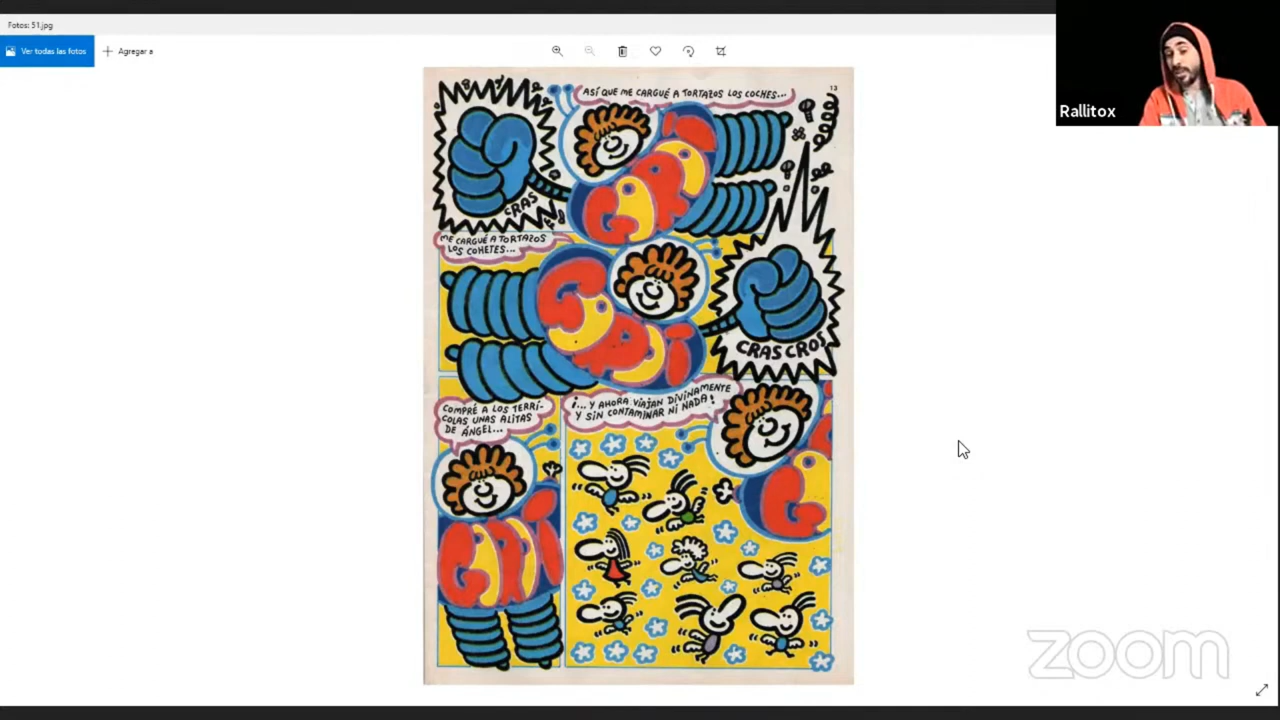 Fotos: 51.jpg
Ver todas las fotos
Agregar a
Rallitox
13
ASÍ QUE ME CARGUÉ A TORTAZOS LOS COCHES...
CRAS
ME CARGUÉ A TORTAZOS
LOS COHETES...
CRAS CROS
COMPRÉ A LOS TERRÍ-
COLAS UNAS ALITAS
DE ÁNGEL...
¡... Y AHORA VIAJAN DIVINAMENTE
Y SIN CONTAMINAR NI NADA!
zoom